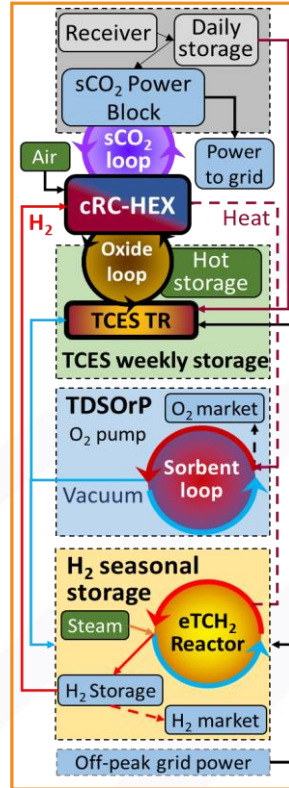 Receiver
Daily
storage
sCO₂ Power
Block
sCO₂
loop
Power
to grid
Air
cRC-HEX
H₂
Heat
Oxide
loop
Hot
storage
TCES TR
TCES weekly storage
TDSOrP
O₂ market
O₂ pump
Sorbent
loop
Vacuum
H₂ seasonal
storage
Steam
eTCH₂
Reactor
H₂ Storage
H₂ market
Off-peak grid power